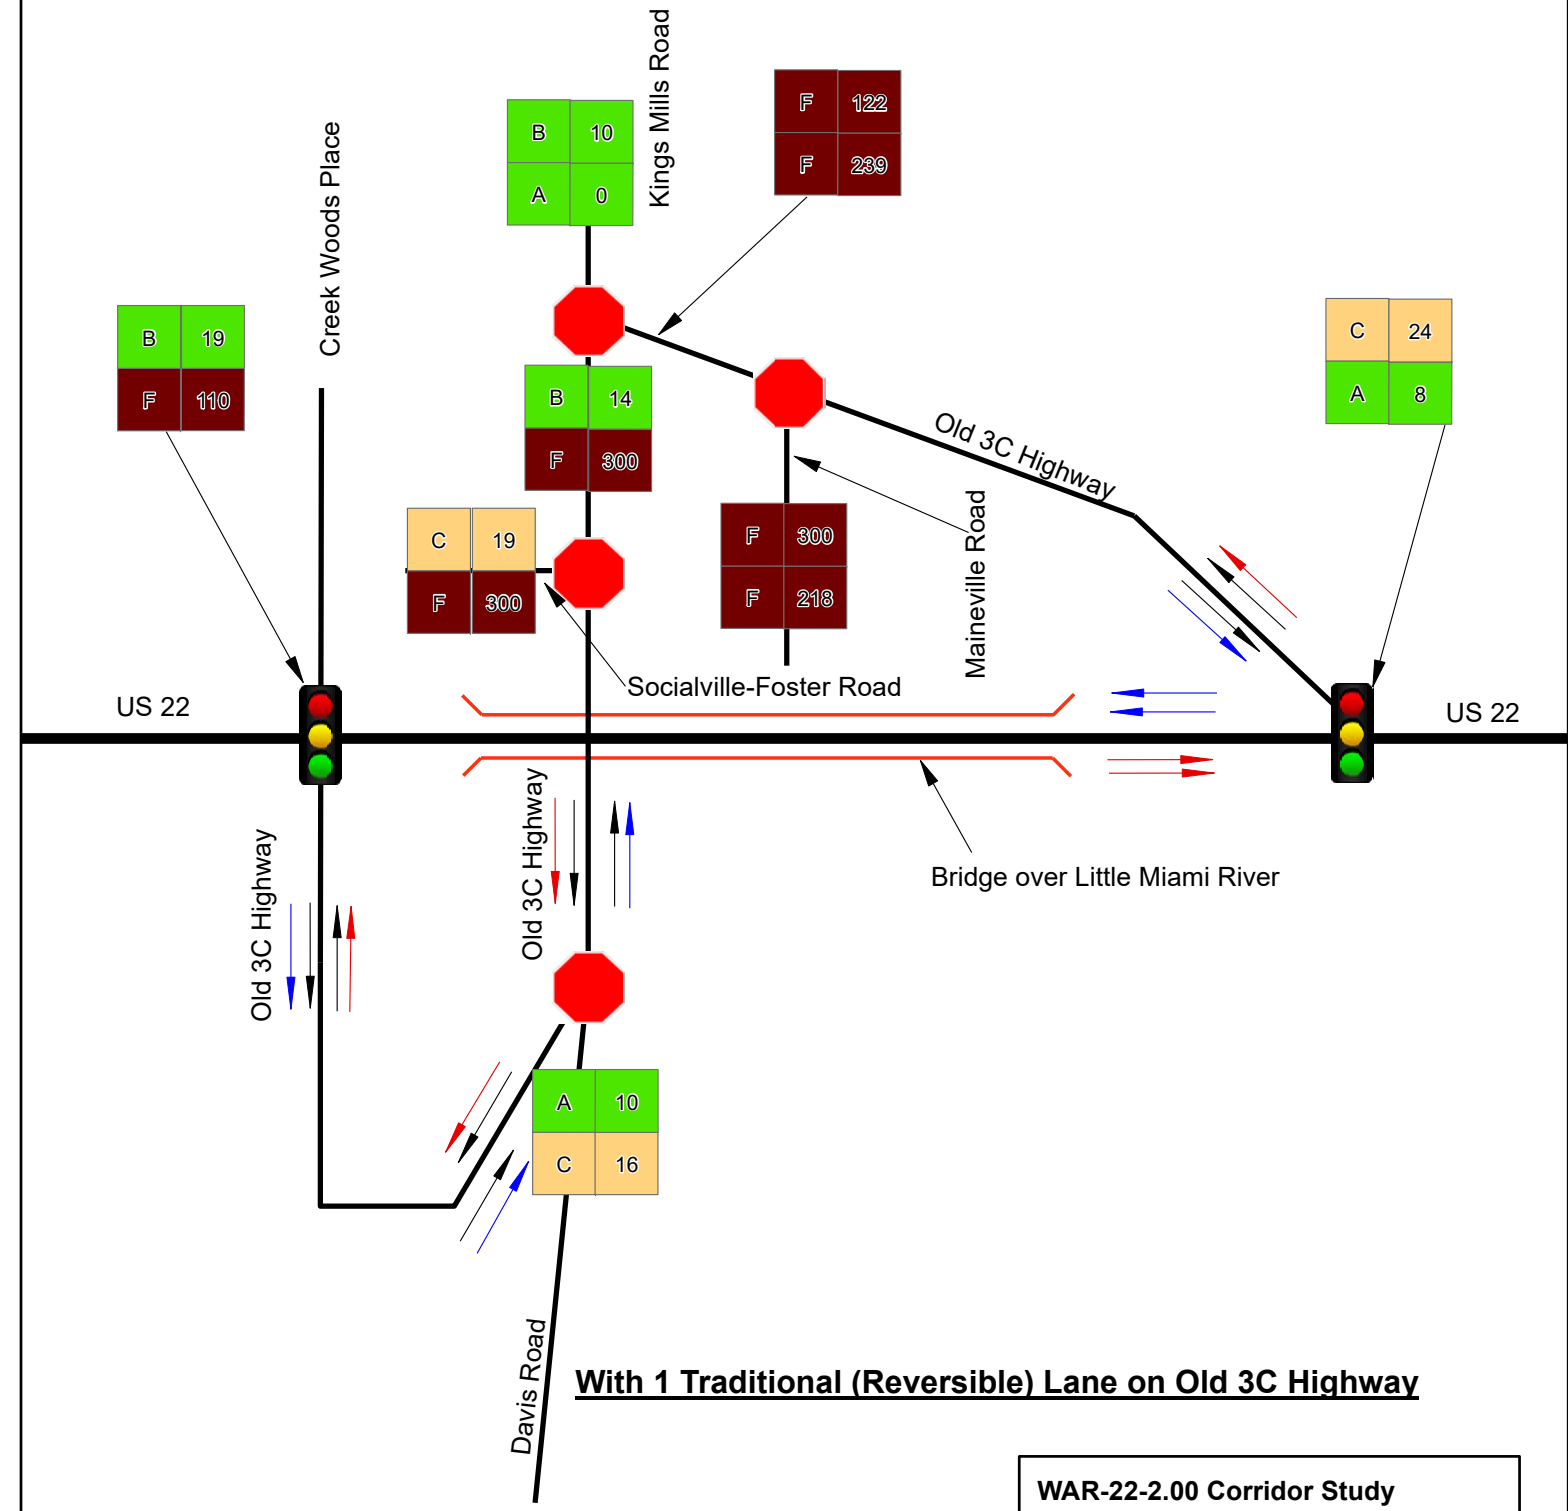 Kings Mills Road
F 122
F 239
B 10
A 0
Creek Woods Place
B 19
F 110
C 24
A 8
B 14
F 300
Old 3C Highway
C 19
F 300
F 300
F 218
Maineville Road
Socialville-Foster Road
US 22
US 22
Old 3C Highway
Old 3C Highway
Bridge over Little Miami River
A 10
C 16
Davis Road
With 1 Traditional (Reversible) Lane on Old 3C Highway
WAR-22-2.00 Corridor Study